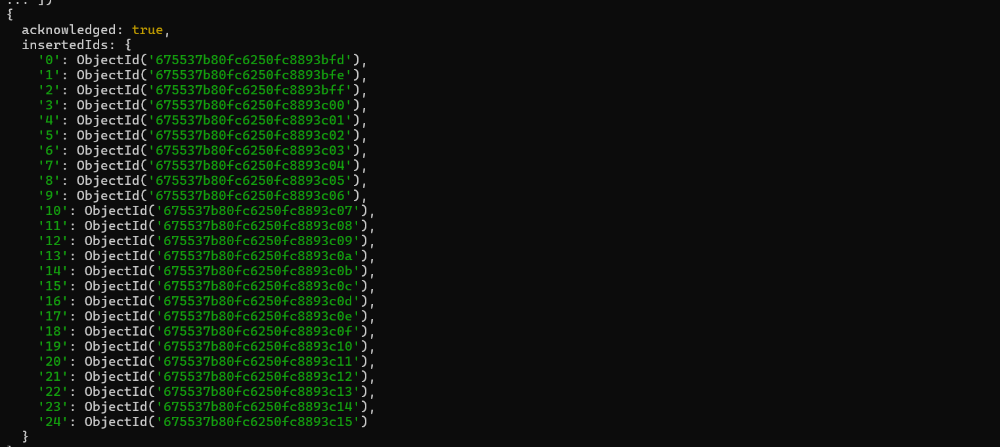 ... ])
{
  acknowledged: true,
  insertedIds: {
    '0': ObjectId('675537b80fc6250fc8893bfd'),
    '1': ObjectId('675537b80fc6250fc8893bfe'),
    '2': ObjectId('675537b80fc6250fc8893bff'),
    '3': ObjectId('675537b80fc6250fc8893c00'),
    '4': ObjectId('675537b80fc6250fc8893c01'),
    '5': ObjectId('675537b80fc6250fc8893c02'),
    '6': ObjectId('675537b80fc6250fc8893c03'),
    '7': ObjectId('675537b80fc6250fc8893c04'),
    '8': ObjectId('675537b80fc6250fc8893c05'),
    '9': ObjectId('675537b80fc6250fc8893c06'),
    '10': ObjectId('675537b80fc6250fc8893c07'),
    '11': ObjectId('675537b80fc6250fc8893c08'),
    '12': ObjectId('675537b80fc6250fc8893c09'),
    '13': ObjectId('675537b80fc6250fc8893c0a'),
    '14': ObjectId('675537b80fc6250fc8893c0b'),
    '15': ObjectId('675537b80fc6250fc8893c0c'),
    '16': ObjectId('675537b80fc6250fc8893c0d'),
    '17': ObjectId('675537b80fc6250fc8893c0e'),
    '18': ObjectId('675537b80fc6250fc8893c0f'),
    '19': ObjectId('675537b80fc6250fc8893c10'),
    '20': ObjectId('675537b80fc6250fc8893c11'),
    '21': ObjectId('675537b80fc6250fc8893c12'),
    '22': ObjectId('675537b80fc6250fc8893c13'),
    '23': ObjectId('675537b80fc6250fc8893c14'),
    '24': ObjectId('675537b80fc6250fc8893c15')
  }